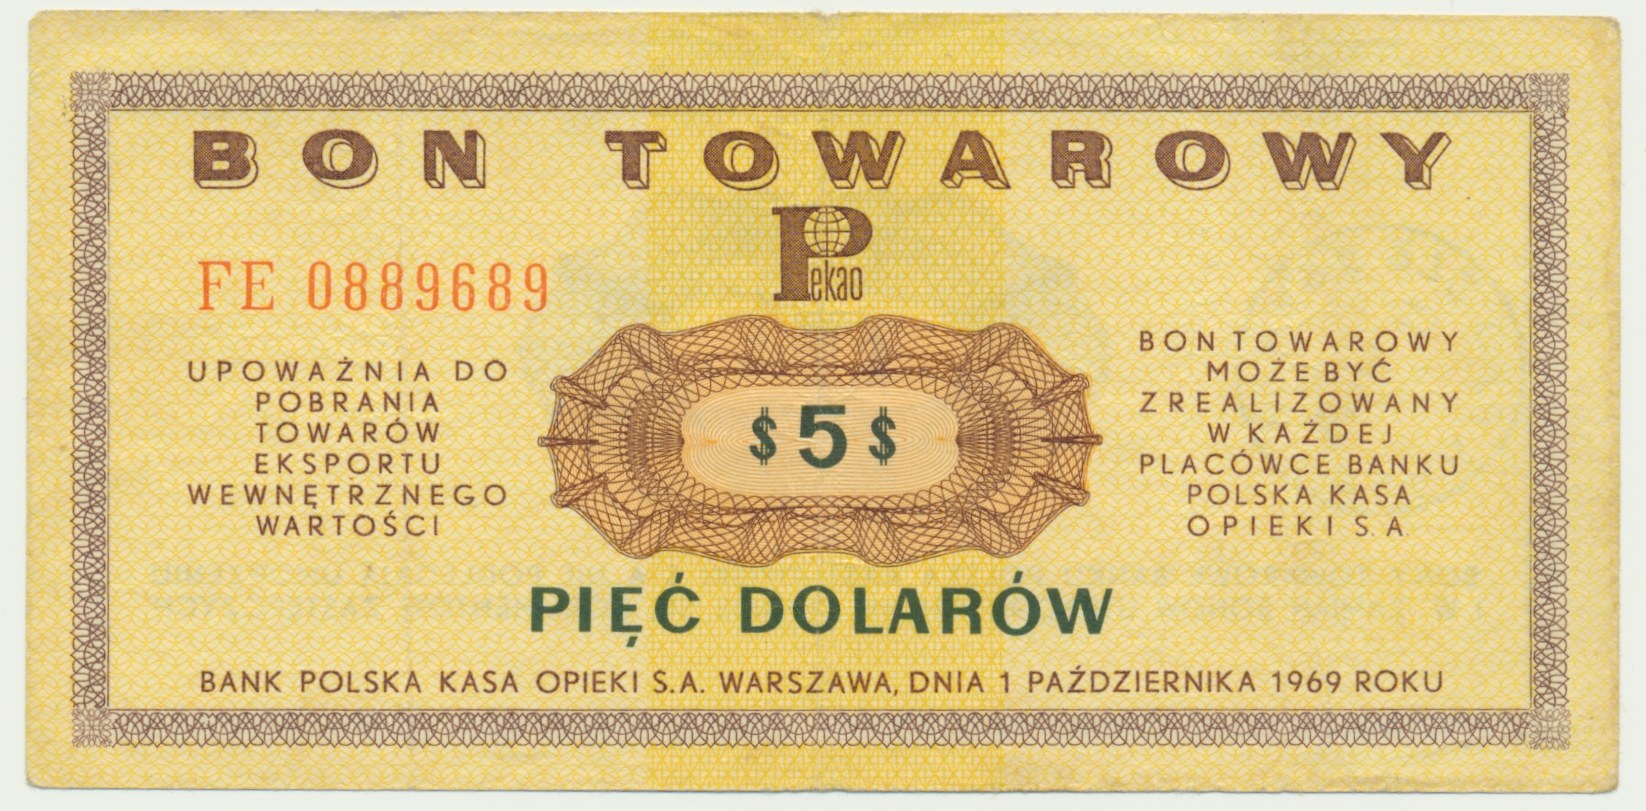 BON TOWAROWY
Pekao
FE 0889689
UPOWAŻNIA DO
POBRANIA
TOWARÓW
EKSPORTU
WEWNĘTRZNEGO
WARTOŚCI
$5$
BON TOWAROWY
MOŻE BYĆ
ZREALIZOWANY
W KAŻDEJ
PLACÓWCE BANKU
POLSKA KASA
OPIEKI S.A.
PIĘĆ DOLARÓW
BANK POLSKA KASA OPIEKI S.A. WARSZAWA, DNIA 1 PAŹDZIERNIKA 1969 ROKU